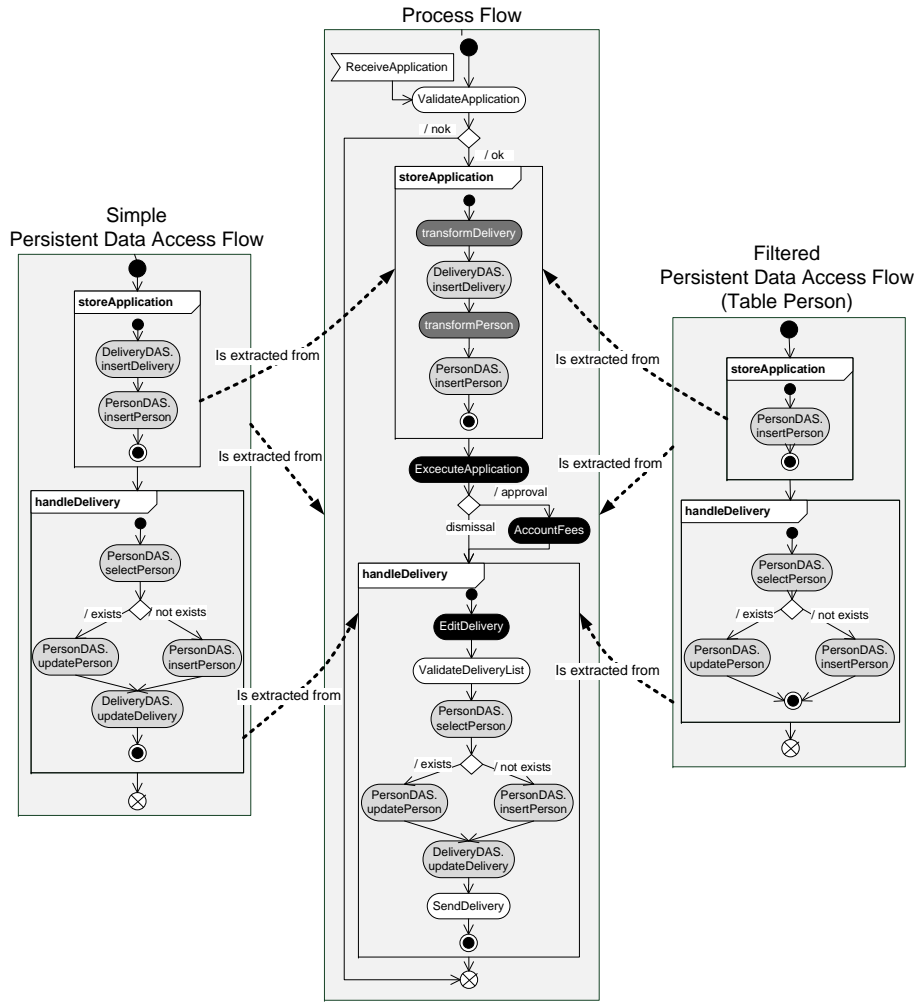 Process Flow
ReceiveApplication
ValidateApplication
/ nok
/ ok
storeApplication
transformDelivery
DeliveryDAS.
insertDelivery
transformPerson
PersonDAS.
insertPerson
ExcecuteApplication
/ approval
dismissal
AccountFees
handleDelivery
EditDelivery
ValidateDeliveryList
PersonDAS.
selectPerson
/ exists
/ not exists
PersonDAS.
updatePerson
PersonDAS.
insertPerson
DeliveryDAS.
updateDelivery
SendDelivery
Simple
Persistent Data Access Flow
storeApplication
DeliveryDAS.
insertDelivery
PersonDAS.
insertPerson
handleDelivery
PersonDAS.
selectPerson
/ exists
/ not exists
PersonDAS.
updatePerson
PersonDAS.
insertPerson
DeliveryDAS.
updateDelivery
Is extracted from
Is extracted from
Is extracted from
Filtered
Persistent Data Access Flow
(Table Person)
storeApplication
PersonDAS.
insertPerson
handleDelivery
PersonDAS.
selectPerson
/ exists
/ not exists
PersonDAS.
updatePerson
PersonDAS.
insertPerson
Is extracted from
Is extracted from
Is extracted from